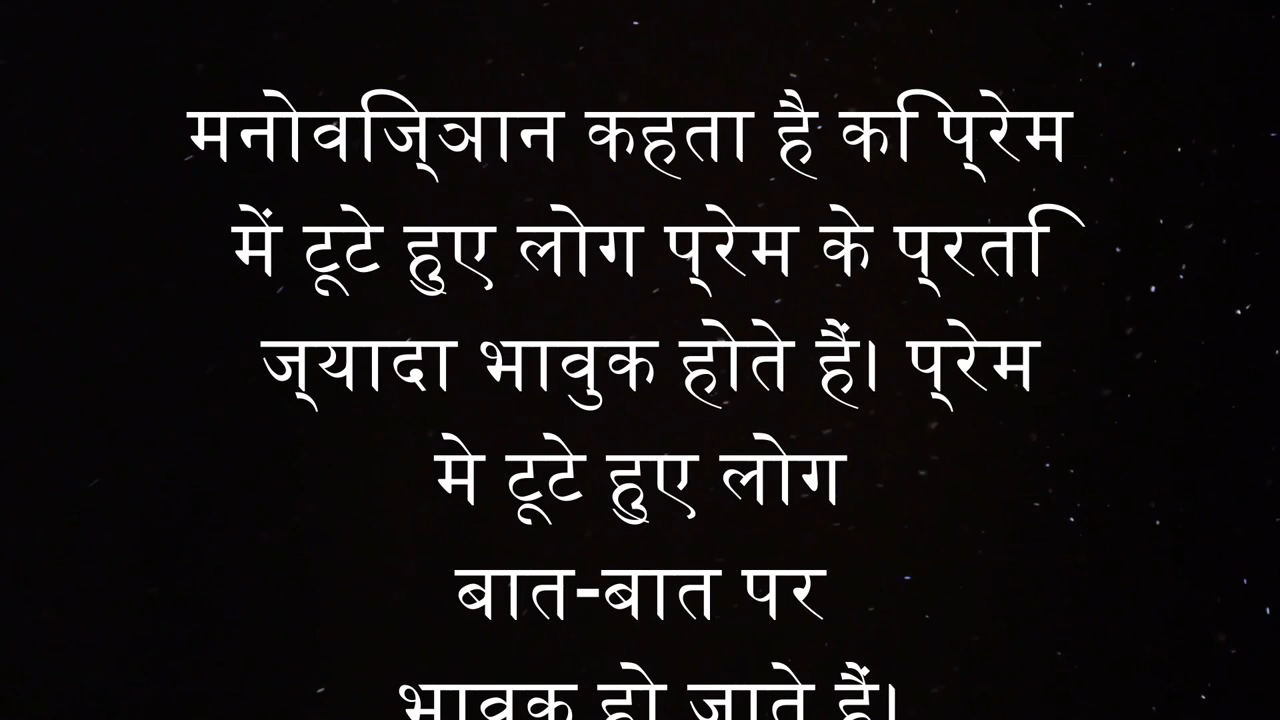 मनोविज्ञान कहता है कि प्रेम
में टूटे हुए लोग प्रेम के प्रति
ज्यादा भावुक होते हैं। प्रेम
मे टूटे हुए लोग
बात-बात पर
भावुक हो जाते हैं।